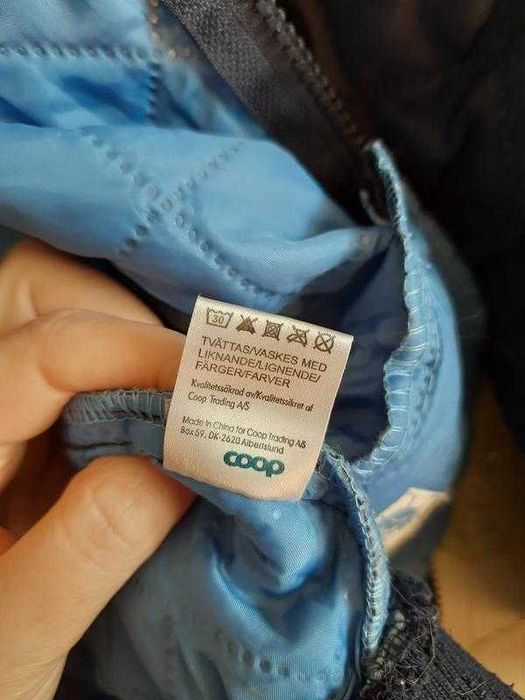 30
TVÄTTAS/VASKES MED
LIKNANDE/LIGNENDE/
FÄRGER/FARVER
Kvalitetssäkrad av/Kvalitetssikret af
Coop Trading A/S
Made in China for Coop Trading A/S
Box 59, DK-2620 Albertslund
coop